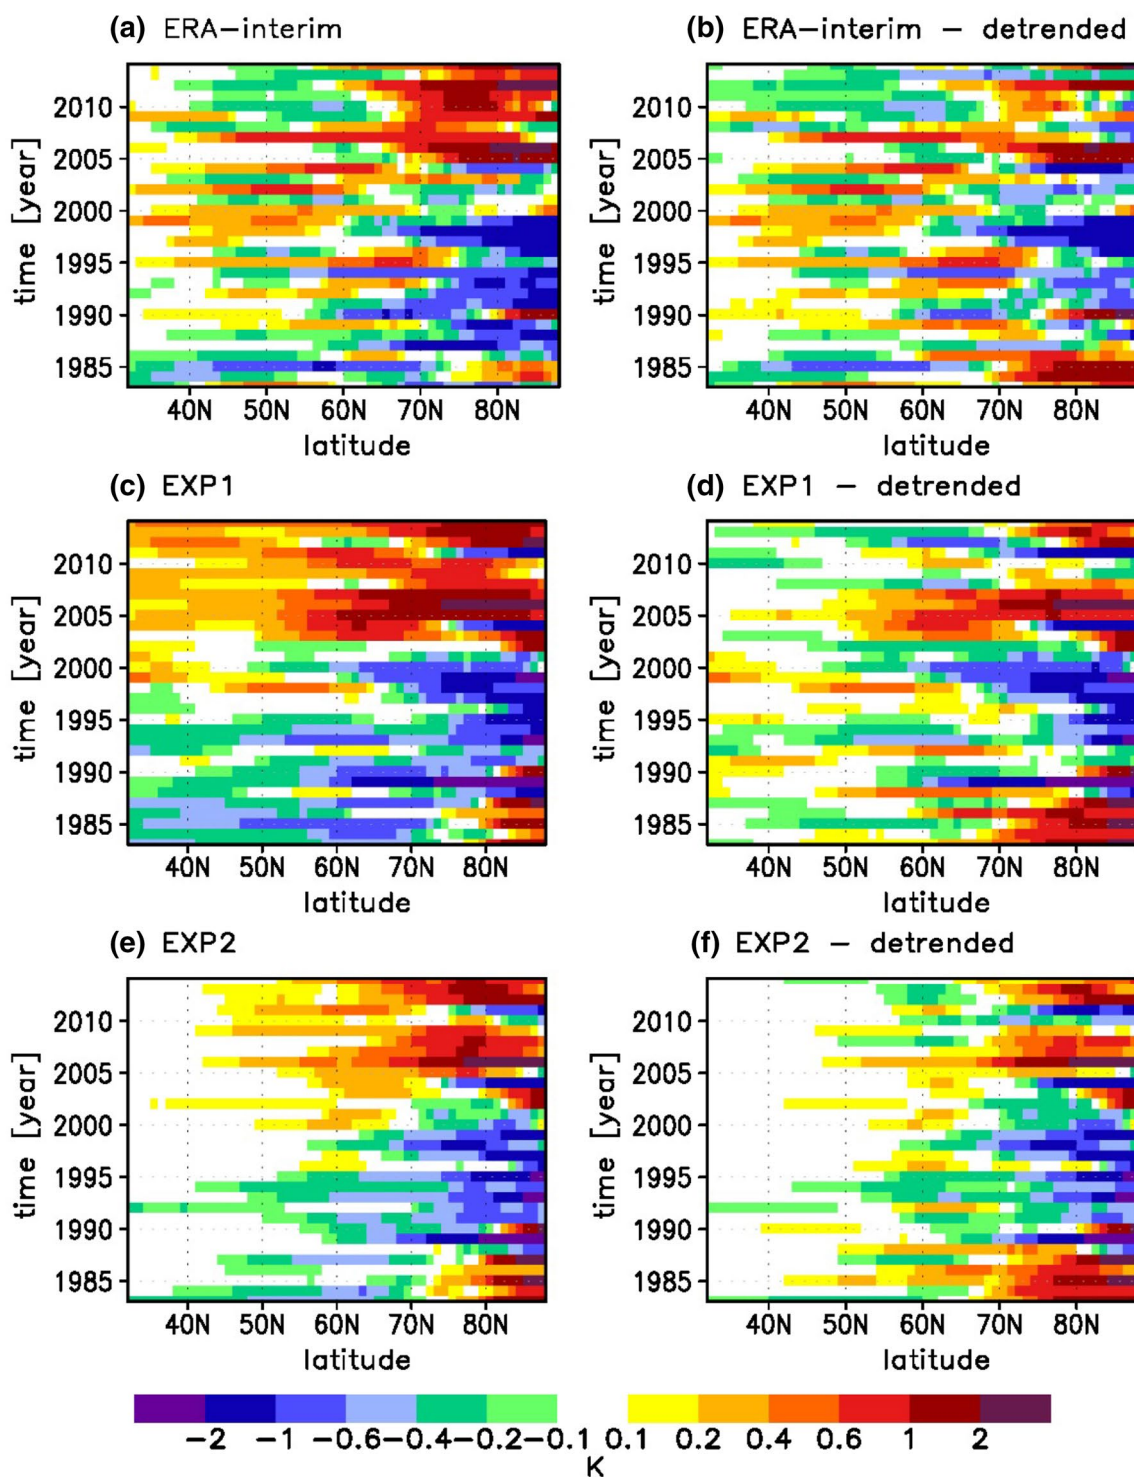 (a) ERA−interim
(b) ERA−interim − detrended
time [year]
2010
2005
2000
1995
1990
1985
40N 50N 60N 70N 80N
latitude
time [year]
2010
2005
2000
1995
1990
1985
40N 50N 60N 70N 80N
latitude
(c) EXP1
(d) EXP1 − detrended
time [year]
2010
2005
2000
1995
1990
1985
40N 50N 60N 70N 80N
latitude
time [year]
2010
2005
2000
1995
1990
1985
40N 50N 60N 70N 80N
latitude
(e) EXP2
(f) EXP2 − detrended
time [year]
2010
2005
2000
1995
1990
1985
40N 50N 60N 70N 80N
latitude
time [year]
2010
2005
2000
1995
1990
1985
40N 50N 60N 70N 80N
latitude
−2 −1 −0.6 −0.4 −0.2 −0.1 0.1 0.2 0.4 0.6 1 2
K